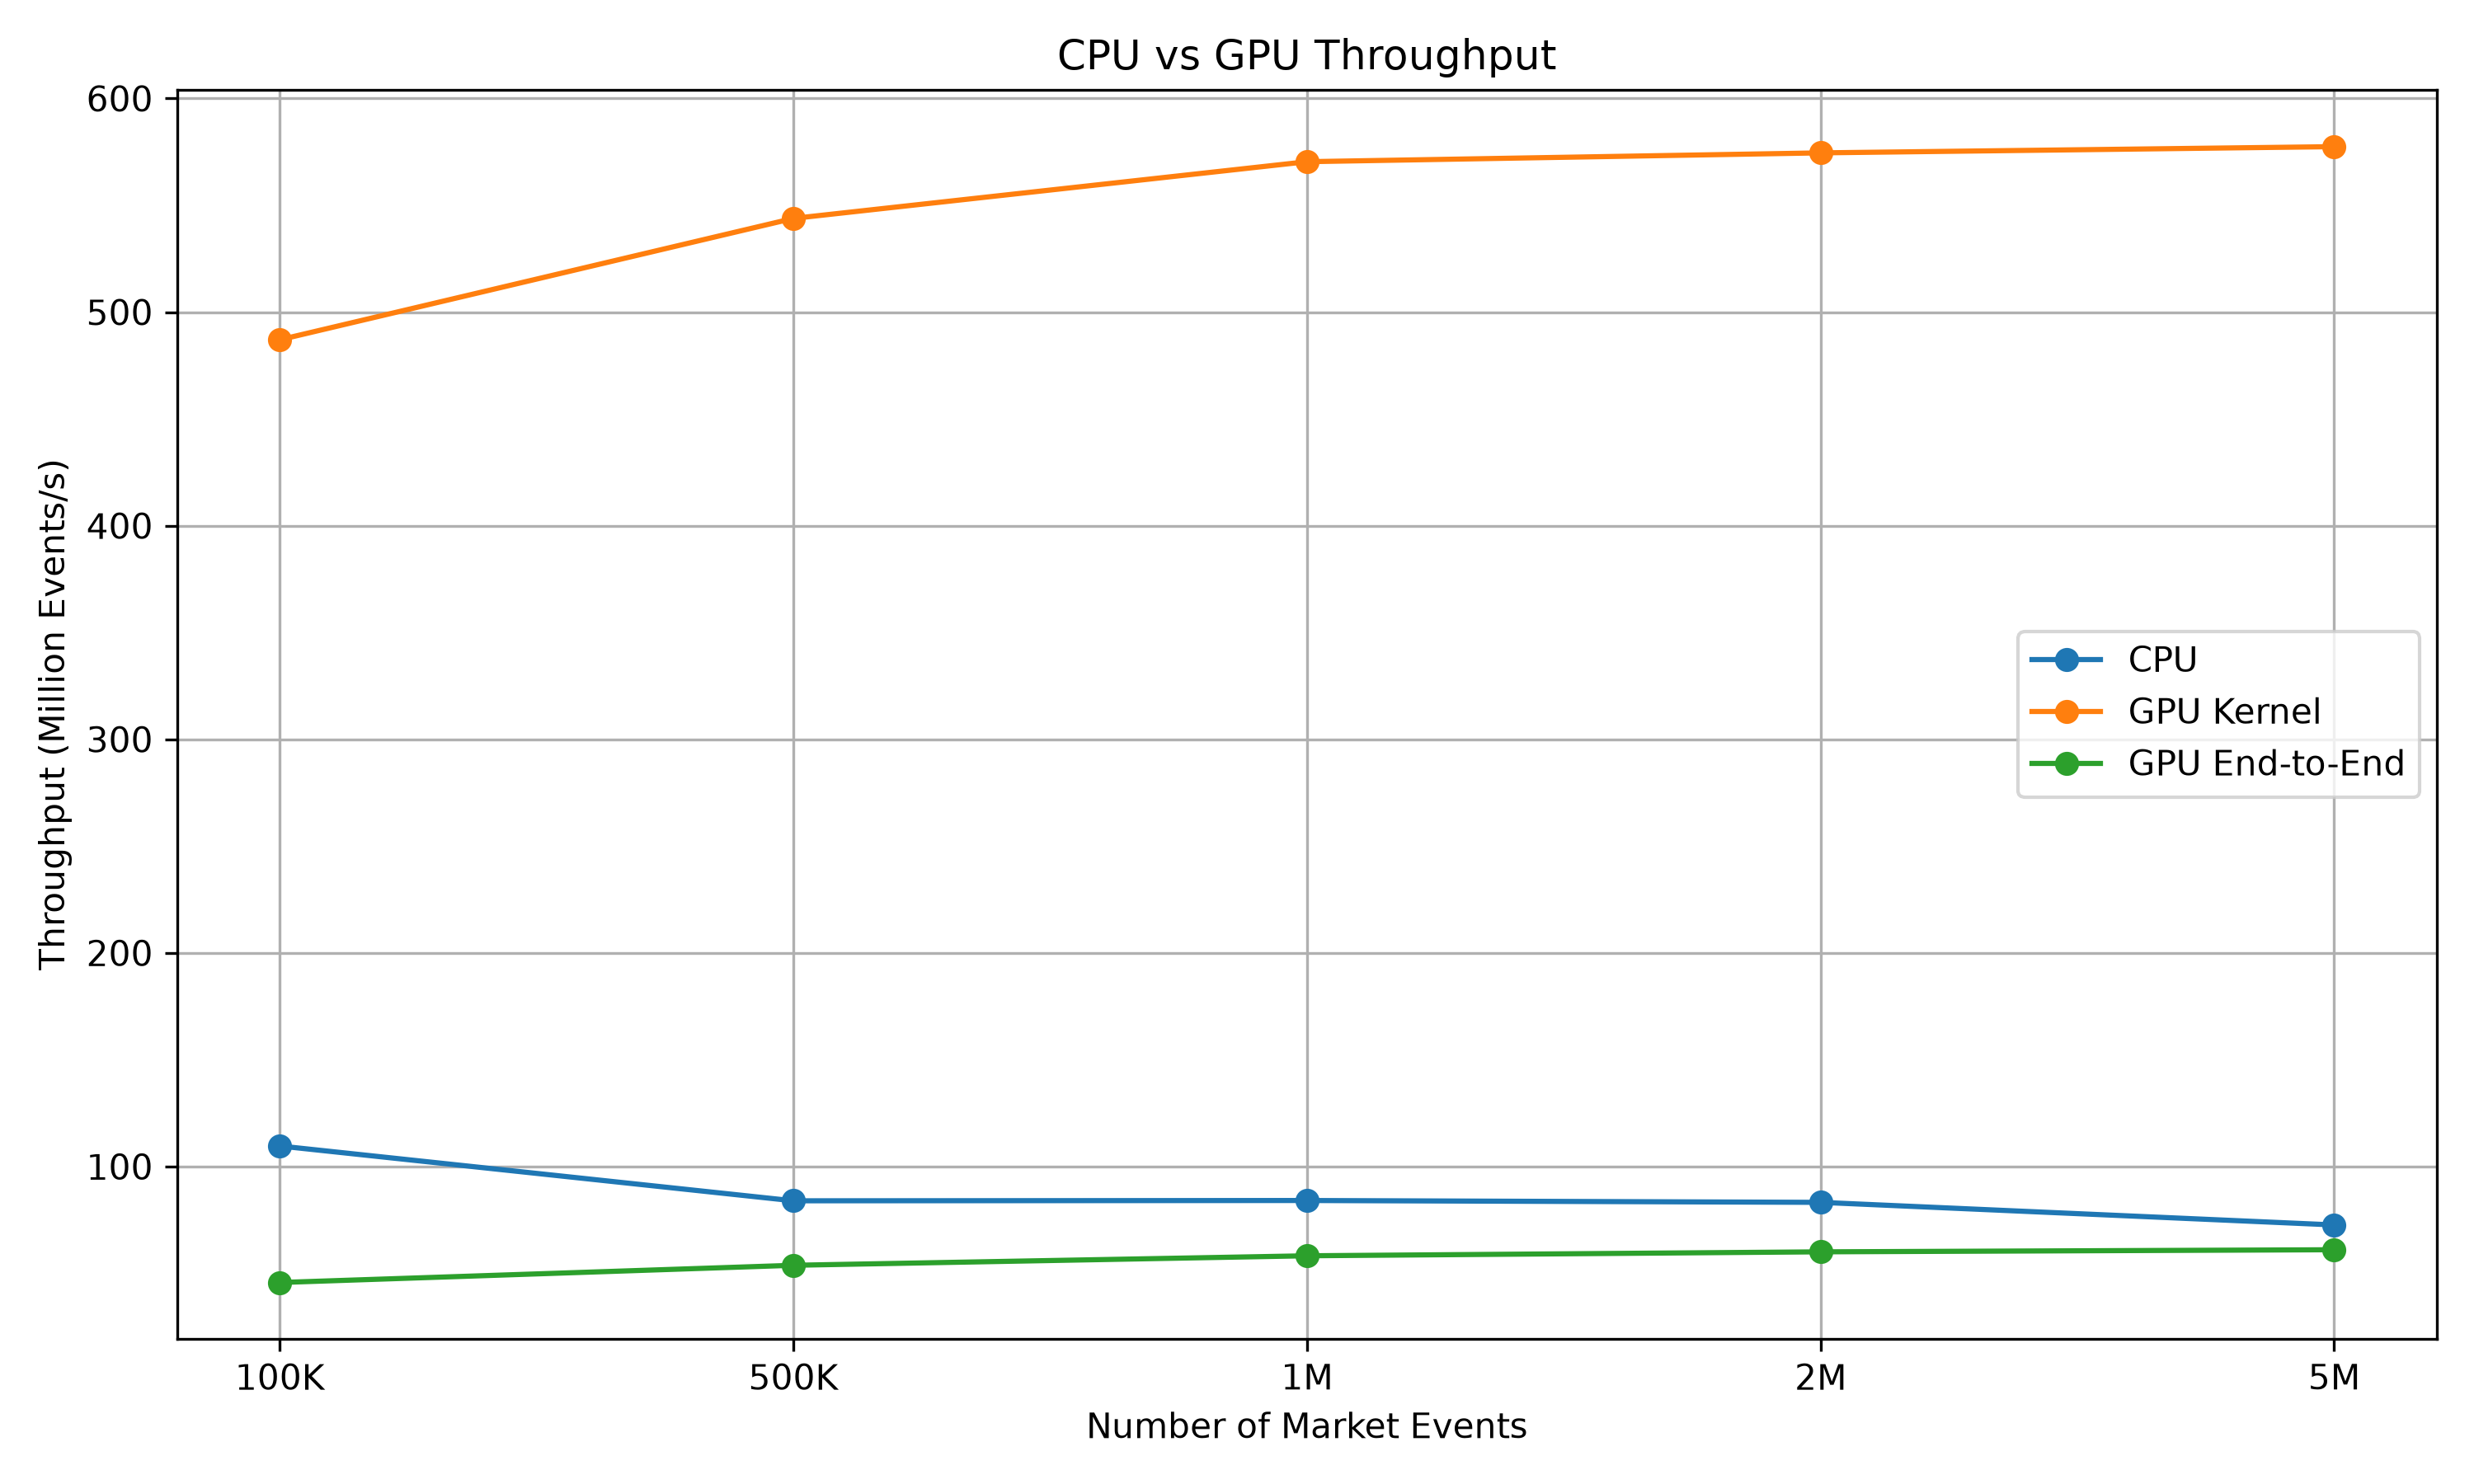 CPU vs GPU Throughput
600
500
400
300
200
100
Throughput (Million Events/s)
CPU
GPU Kernel
GPU End-to-End
100K
500K
1M
2M
5M
Number of Market Events